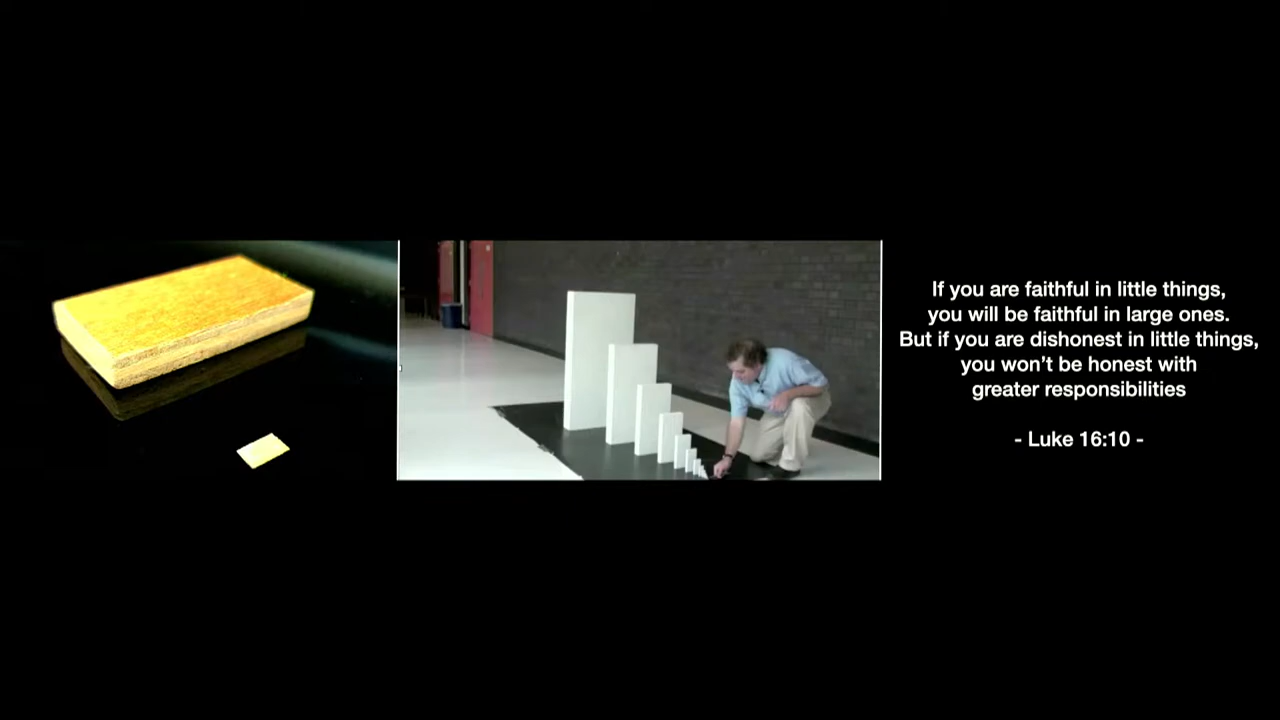 If you are faithful in little things,
you will be faithful in large ones.
But if you are dishonest in little things,
you won’t be honest with
greater responsibilities
- Luke 16:10 -